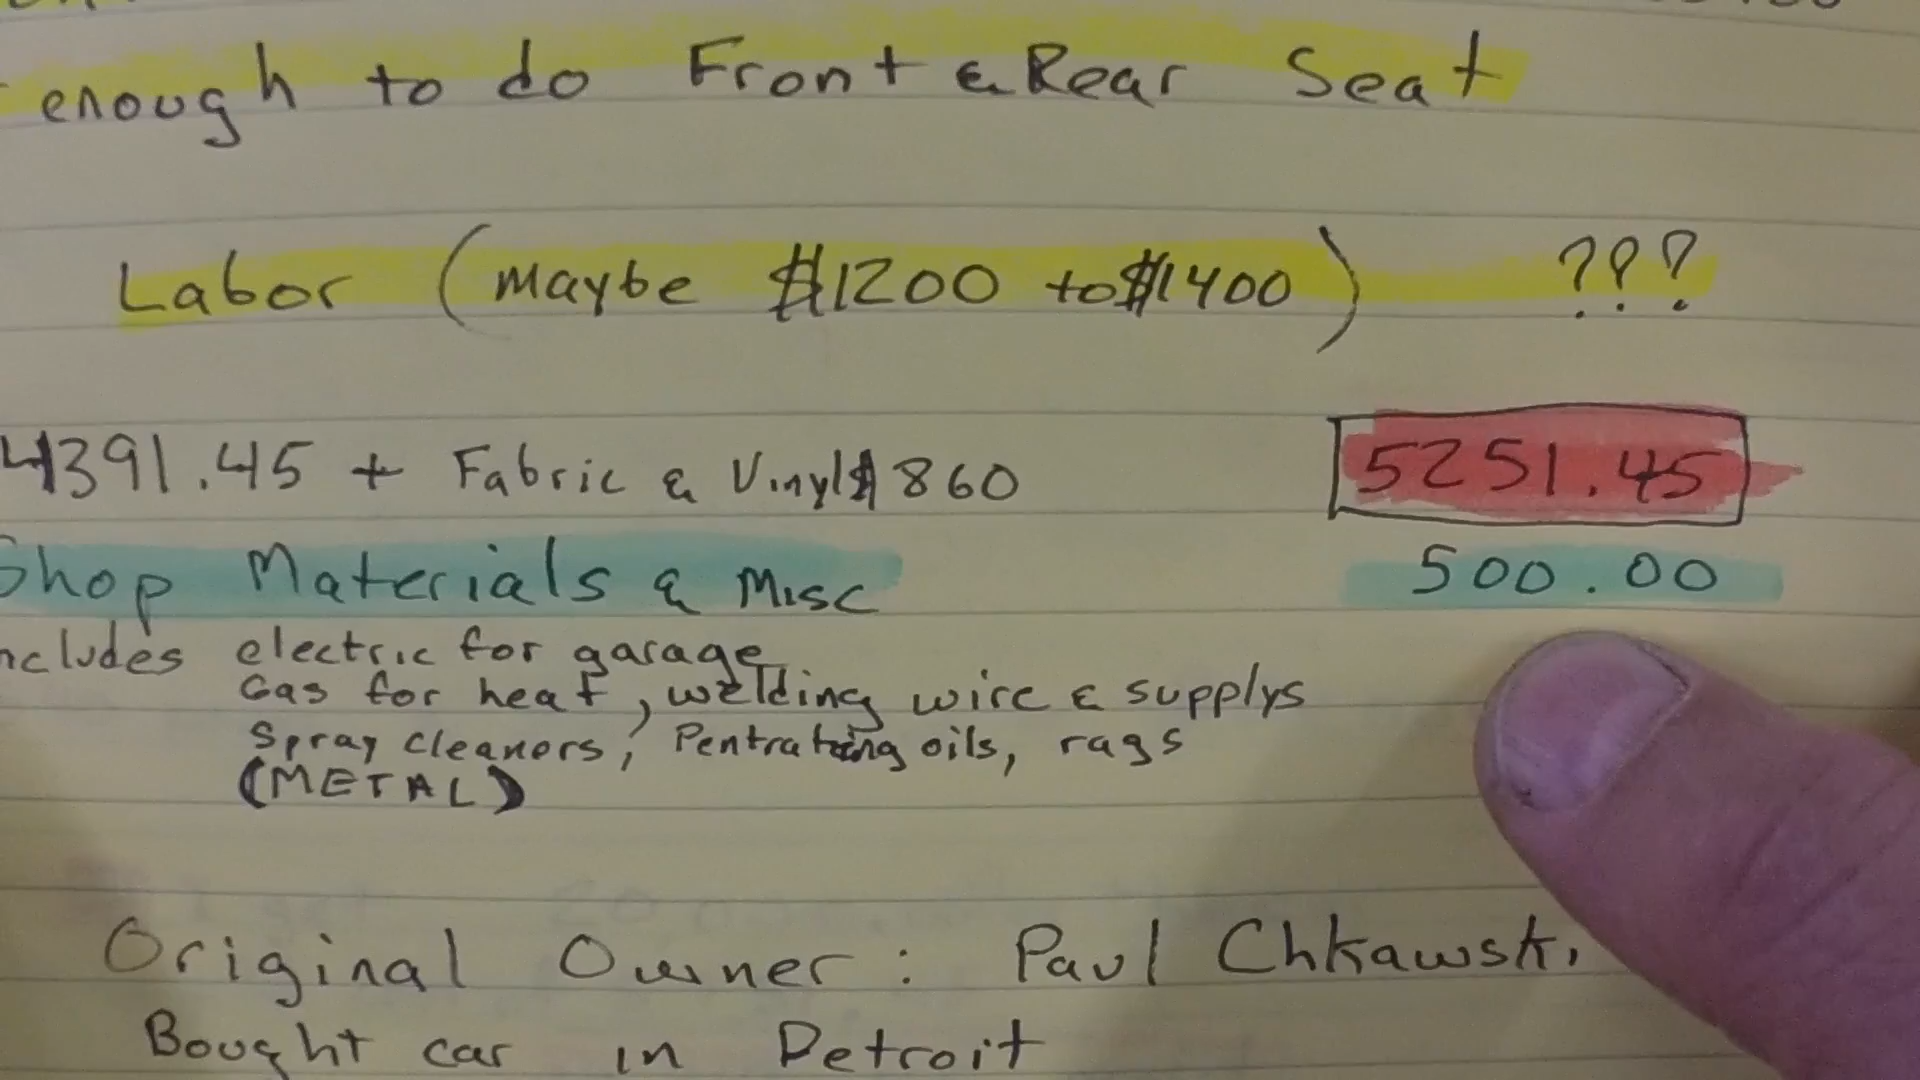 enough to do Front & Rear Seat
Labor (maybe $1200 to $1400) ???
4391.45 + Fabric & Vinyl $860 5251.45
Shop Materials & Misc 500.00
ncludes electric for garage
Gas for heat, welding wire & supplys
Spray cleaners, Pentrating oils, rags
(METAL)
Original Owner: Paul Chkawski
Bought car in Detroit